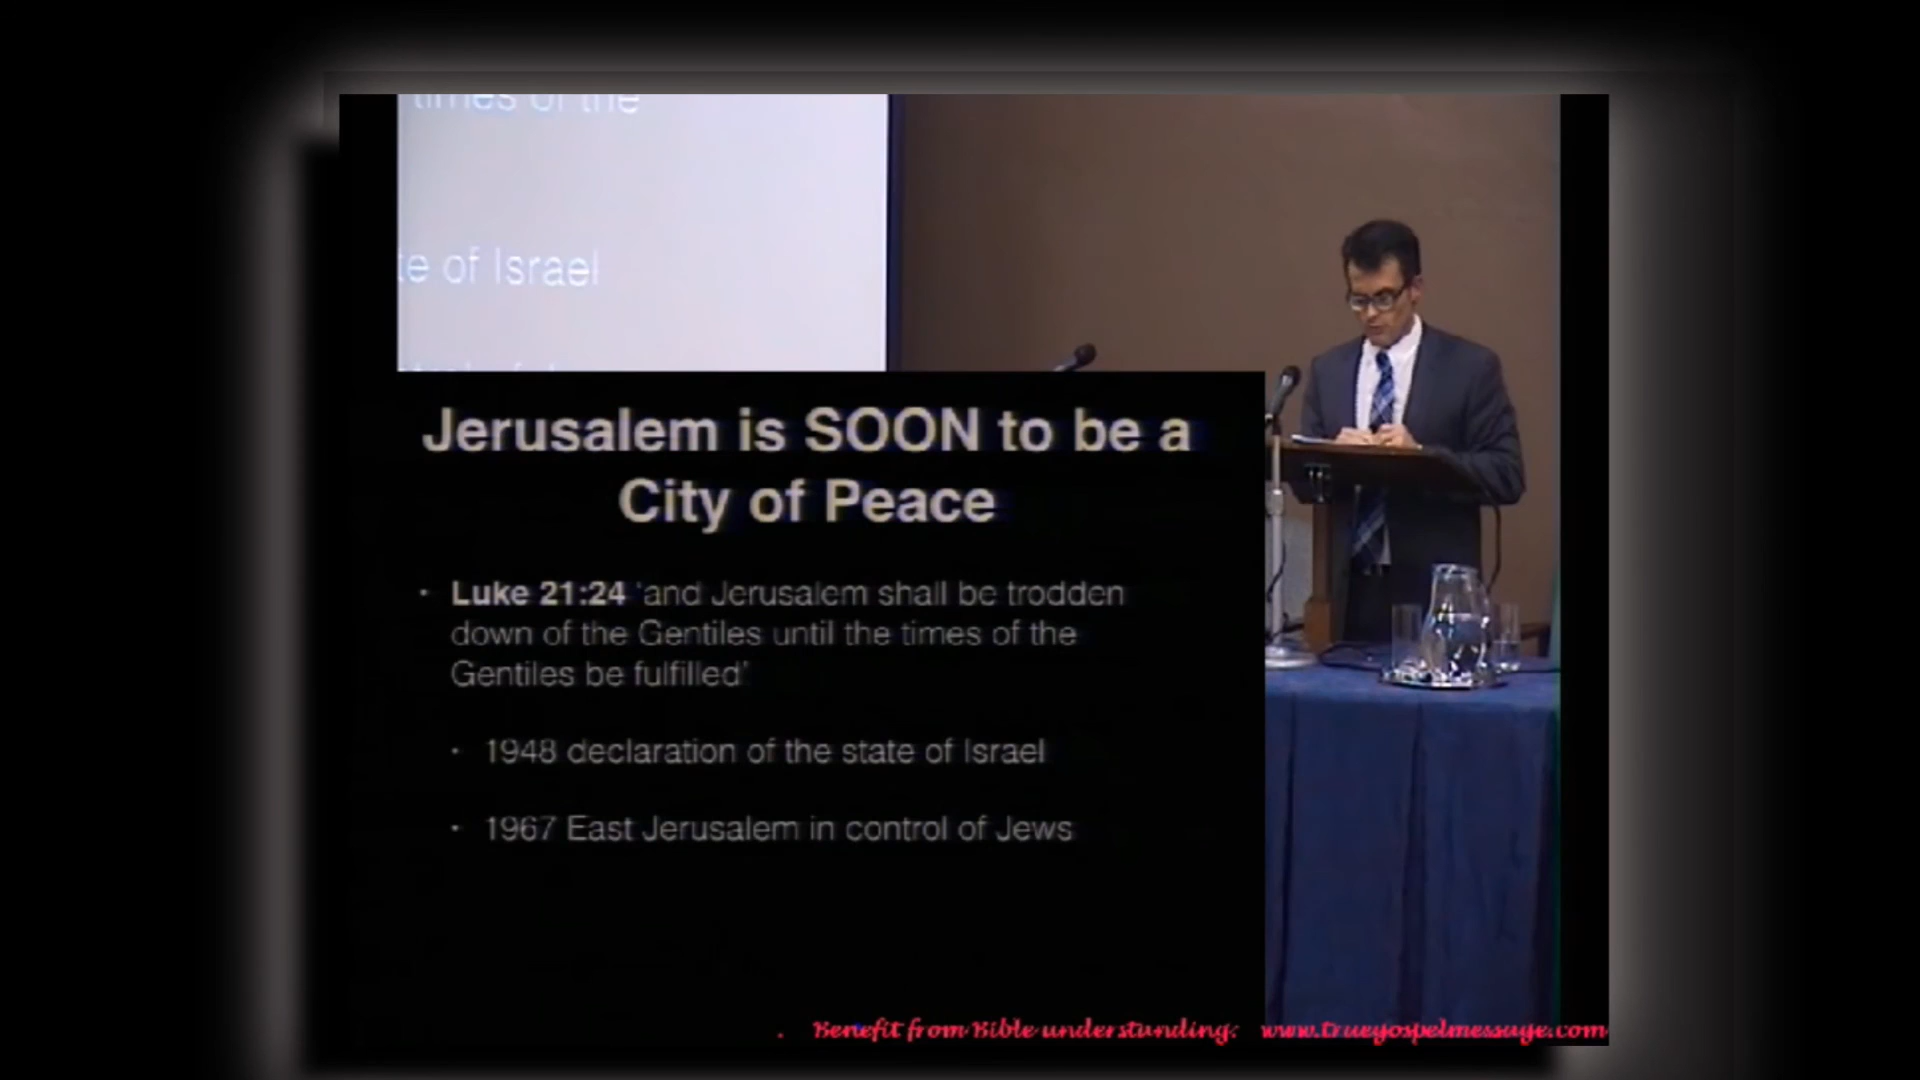 times of the
te of Israel
Jerusalem is SOON to be a
City of Peace
· Luke 21:24 'and Jerusalem shall be trodden
down of the Gentiles until the times of the
Gentiles be fulfilled'
· 1948 declaration of the state of Israel
· 1967 East Jerusalem in control of Jews
. Benefit from Bible understanding: www.truegospelmessage.com